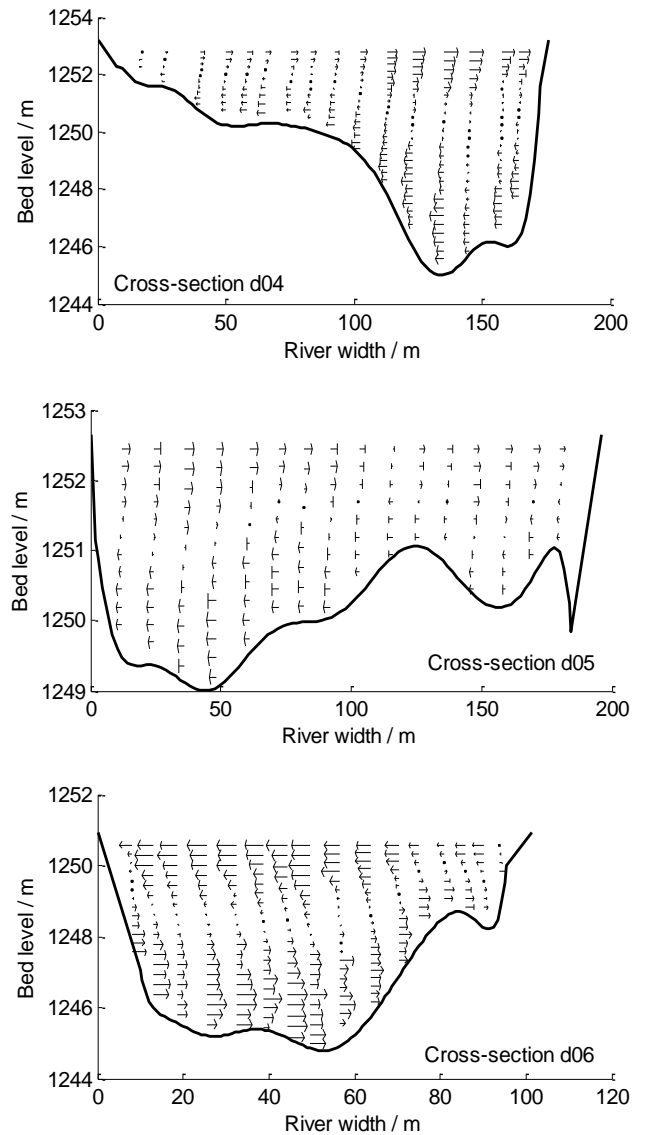 1254
1252
1250
1248
1246
1244
Bed level / m
Cross-section d04
0 50 100 150 200
River width / m
1253
1252
1251
1250
1249
Bed level / m
Cross-section d05
0 50 100 150 200
River width / m
1252
1250
1248
1246
1244
Bed level / m
Cross-section d06
0 20 40 60 80 100 120
River width / m